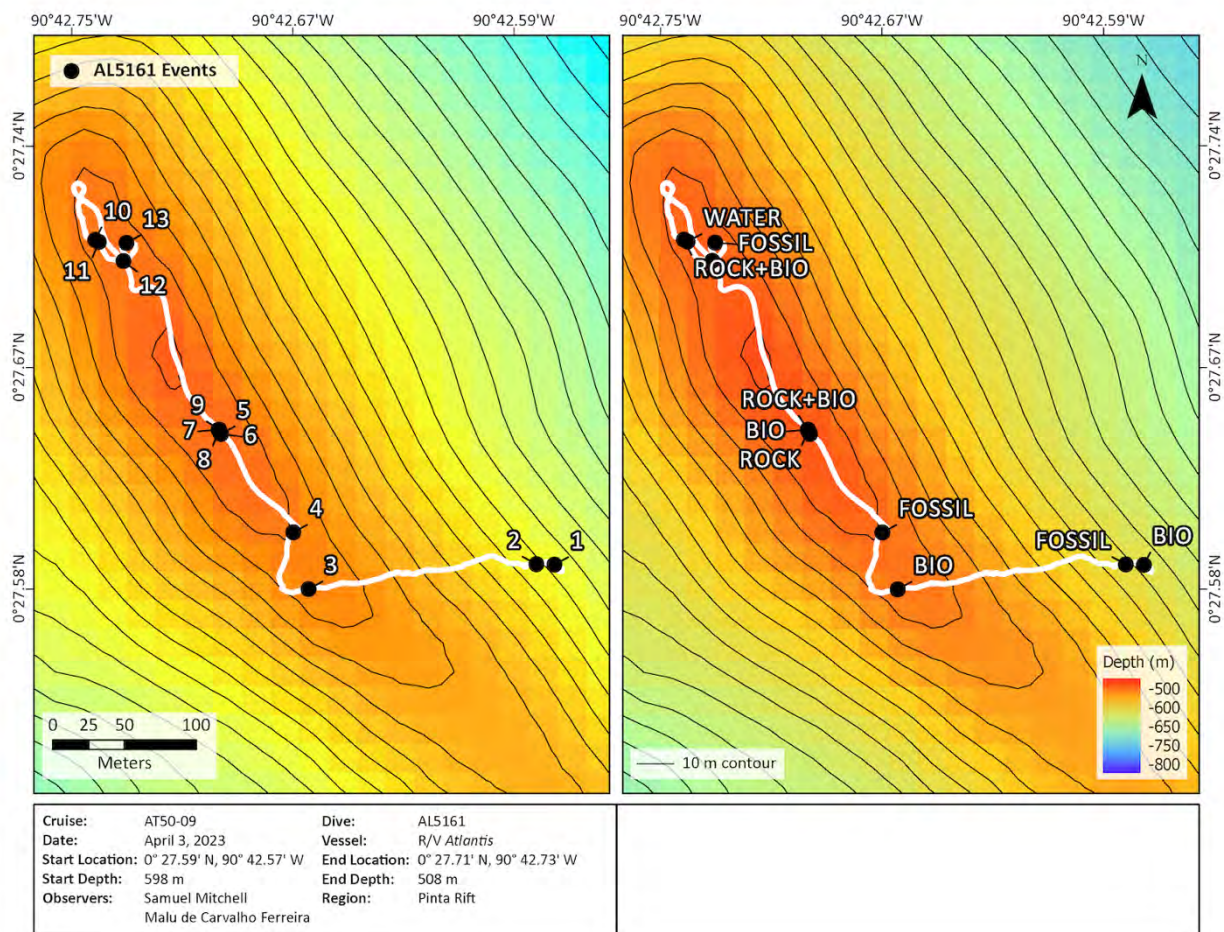 90°42.75'W 90°42.67'W 90°42.59'W 90°42.75'W 90°42.67'W 90°42.59'W
AL5161 Events
N
0°27.74'N
0°27.74'N
10
13
11
12
WATER
FOSSIL
ROCK+BIO
0°27.67'N
0°27.67'N
9
5
7
6
8
ROCK+BIO
BIO
ROCK
4
2
1
3
FOSSIL
FOSSIL
BIO
BIO
0°27.58'N
0°27.58'N
0 25 50 100
Meters
10 m contour
Depth (m)
-500
-600
-650
-750
-800
Cruise: AT50-09 Dive: AL5161
Date: April 3, 2023 Vessel: R/V Atlantis
Start Location: 0° 27.59' N, 90° 42.57' W End Location: 0° 27.71' N, 90° 42.73' W
Start Depth: 598 m End Depth: 508 m
Observers: Samuel Mitchell Region: Pinta Rift
Malu de Carvalho Ferreira